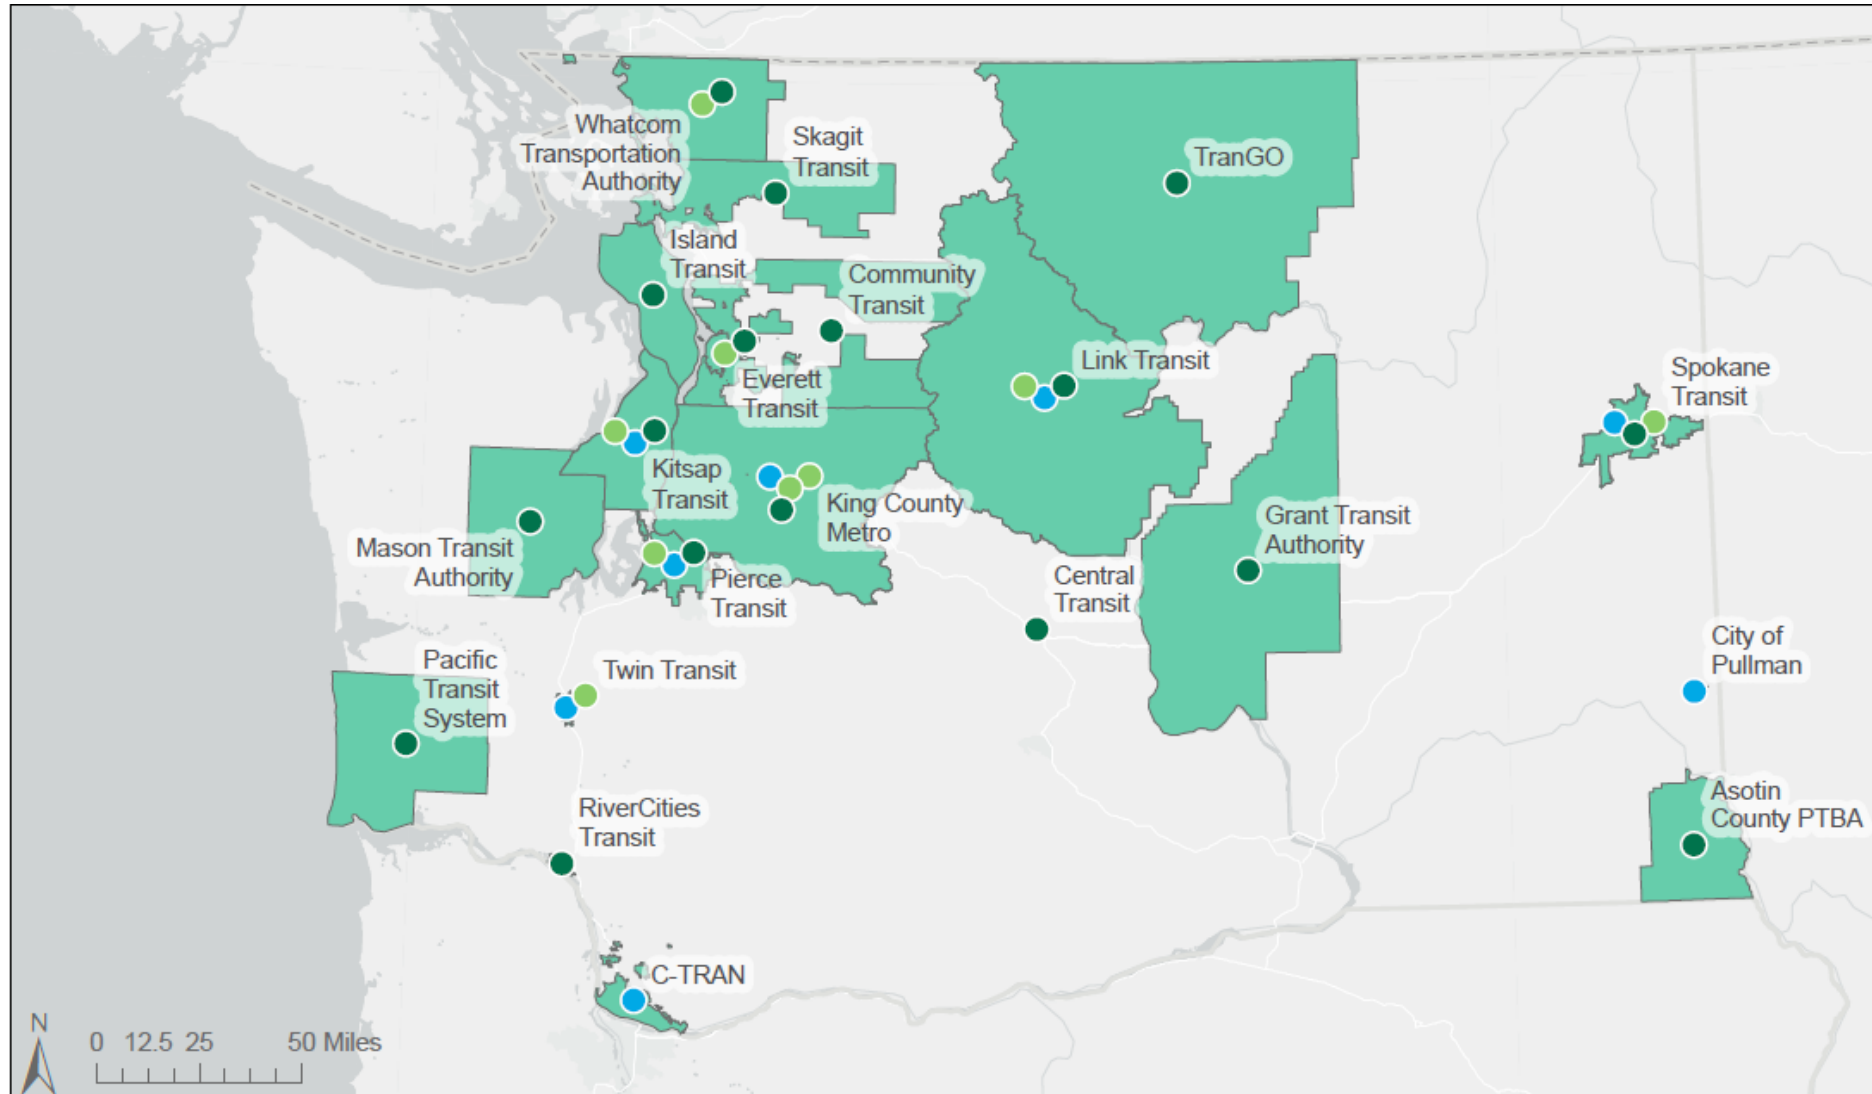 Whatcom
Transportation
Authority
Skagit
Transit
TranGO
Island
Transit
Community
Transit
Everett
Transit
Link Transit
Spokane
Transit
Kitsap
Transit
King County
Metro
Grant Transit
Authority
Mason Transit
Authority
Pierce
Transit
Central
Transit
City of
Pullman
Pacific
Transit
System
Twin Transit
RiverCities
Transit
Asotin
County PTBA
C-TRAN
N
0 12.5 25 50 Miles